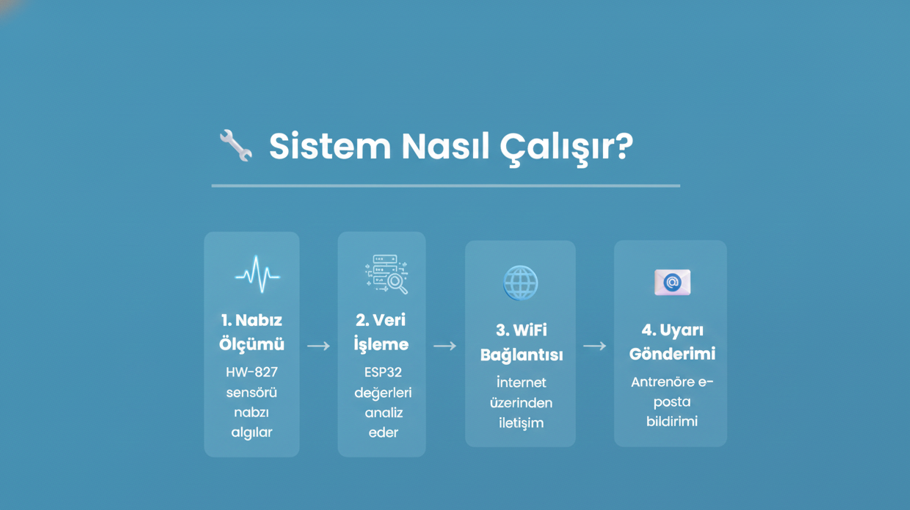 Sistem Nasıl Çalışır?
1. Nabız
Ölçümü
HW-827
sensörü
nabzı
algılar
→
2. Veri
İşleme
ESP32
değerleri
analiz
eder
→
3. WiFi
Bağlantısı
İnternet
üzerinden
iletişim
→
4. Uyarı
Gönderimi
Antrenöre e-
posta
bildirimi